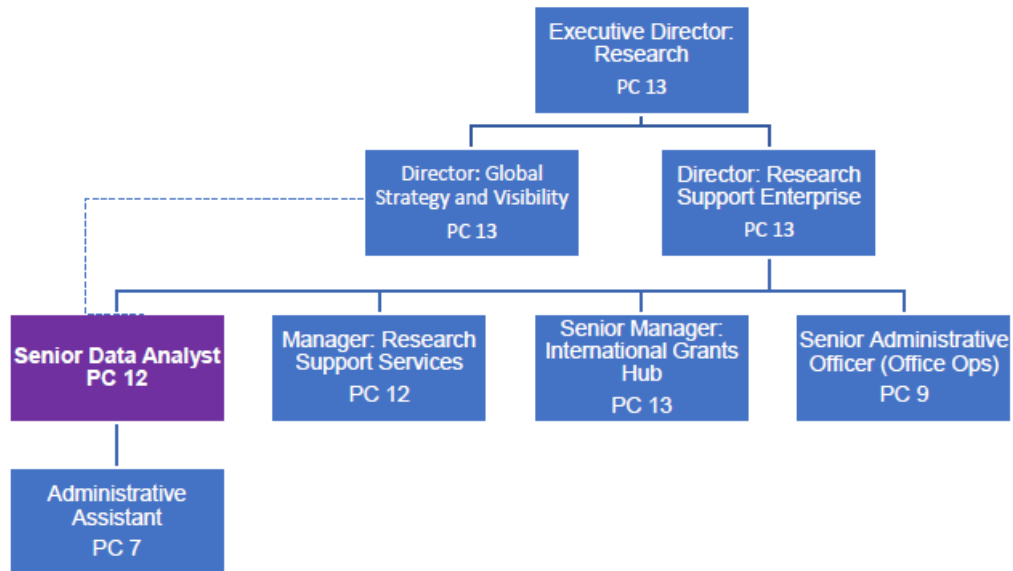 Executive Director:
Research
PC 13
Director: Global
Strategy and Visibility
PC 13
Director: Research
Support Enterprise
PC 13
Senior Data Analyst
PC 12
Manager: Research
Support Services
PC 12
Senior Manager:
International Grants
Hub
PC 13
Senior Administrative
Officer (Office Ops)
PC 9
Administrative
Assistant
PC 7